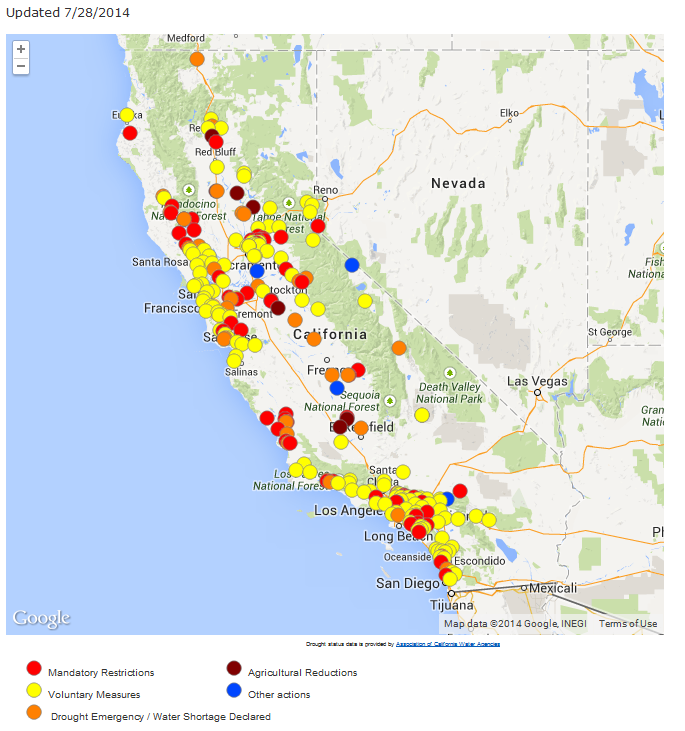 Updated 7/28/2014
+
−
Medford
Eureka
Elko
Red Bluff
Reno
Nevada
Mendocino
National Forest
Tahoe National
Forest
Santa Rosa
Sacramento
Stockton
San
Francisco
Fremont
California
San Jose
Salinas
Fresno
St George
Las Vegas
Death Valley
National Park
Sequoia
National Forest
Bakersfield
Los Padres
National Forest
Santa
Clarita
Los Angeles
Long Beach
Oceanside
Escondido
San Diego
Mexicali
Tijuana
Google
Map data ©2014 Google, INEGI Terms of Use
Drought status data is provided by Association of California Water Agencies
Mandatory Restrictions
Agricultural Reductions
Voluntary Measures
Other actions
Drought Emergency / Water Shortage Declared